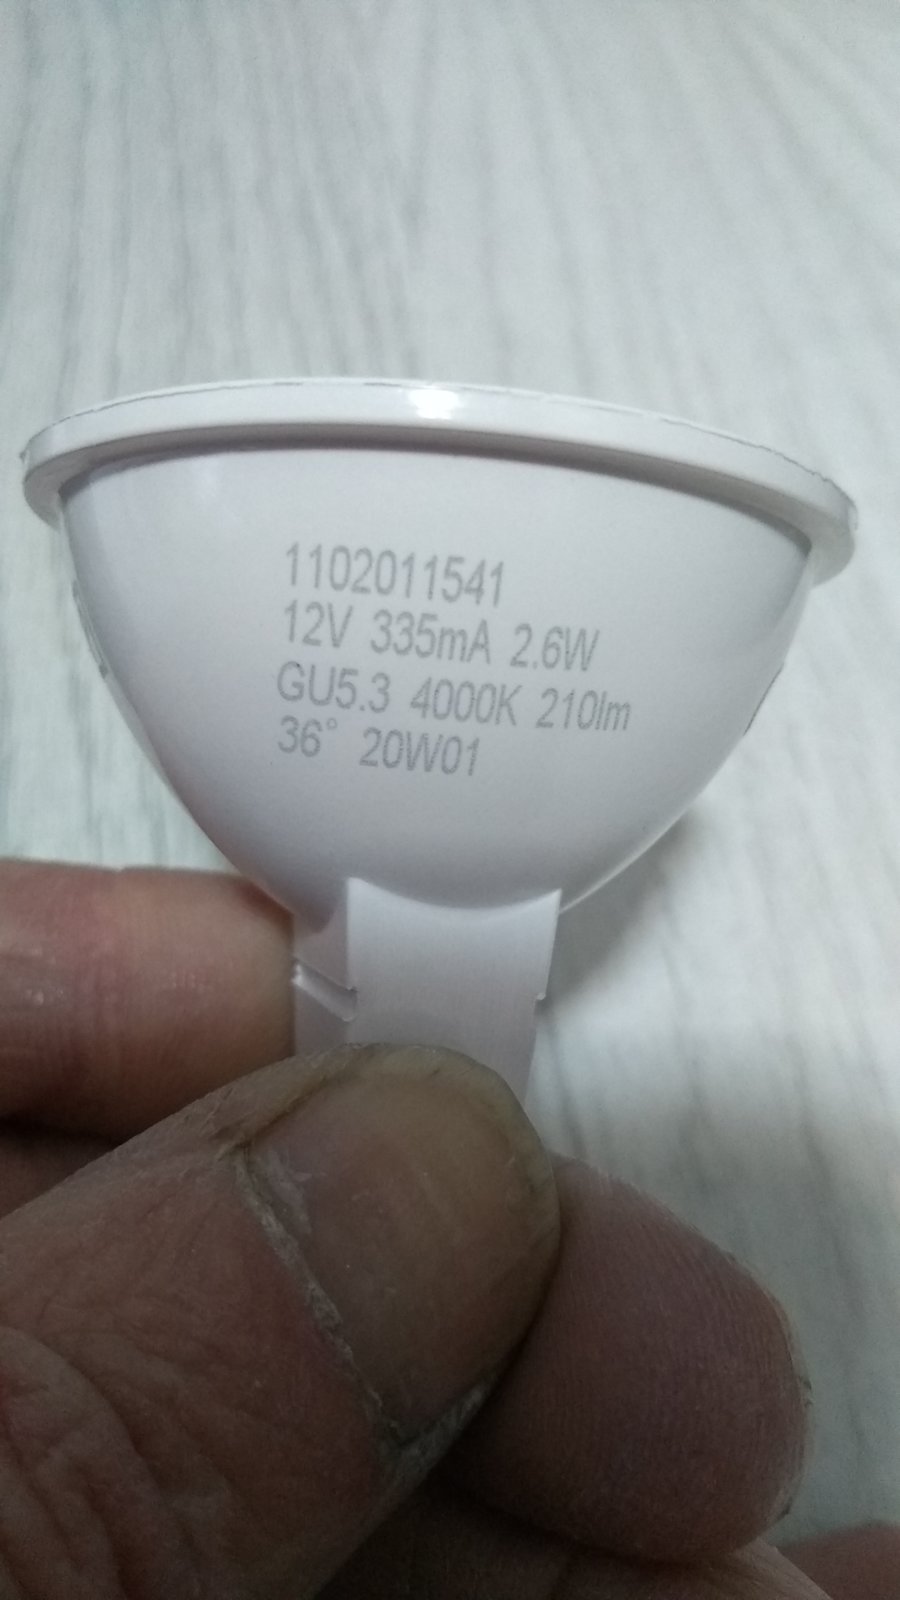 1102011541
12V 335mA 2.6W
GU5.3 4000K 210lm
36° 20W01